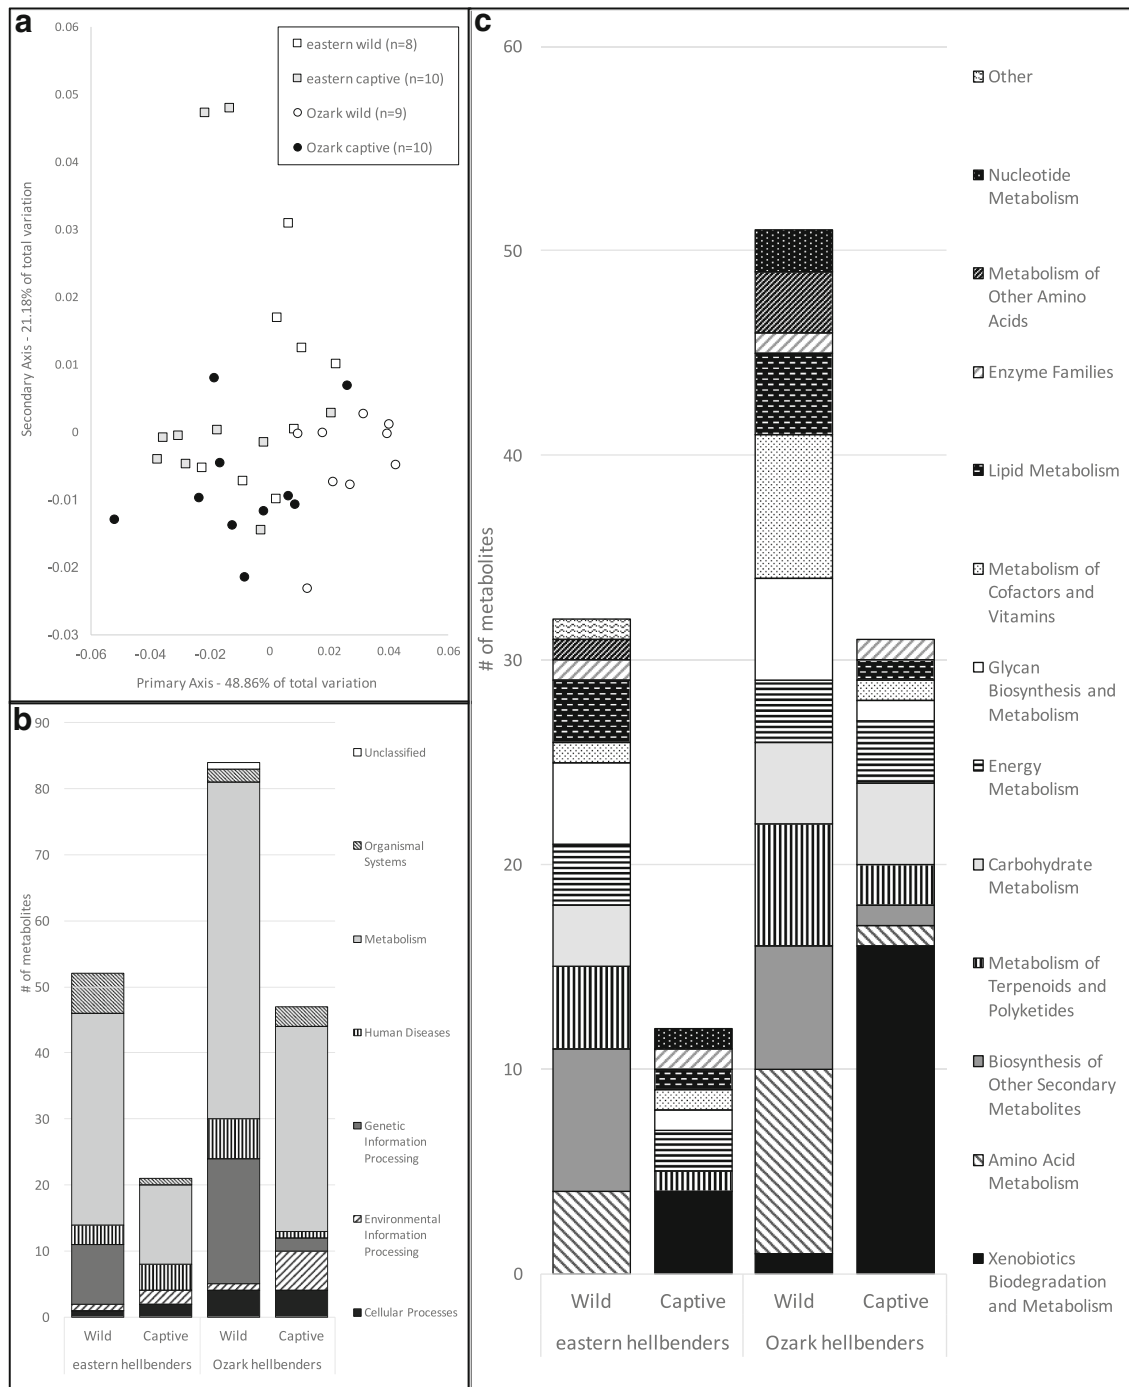 a
0.06
0.05
0.04
0.03
0.02
0.01
0
-0.01
-0.02
-0.03
Secondary Axis - 21.18% of total variation
eastern wild (n=8)
eastern captive (n=10)
Ozark wild (n=9)
Ozark captive (n=10)
-0.06
-0.04
-0.02
0
0.02
0.04
0.06
Primary Axis - 48.86% of total variation
b
90
80
70
60
50
40
30
20
10
0
# of metabolites
Unclassified
Organismal
Systems
Metabolism
Human Diseases
Genetic
Information
Processing
Environmental
Information
Processing
Cellular Processes
Wild
Captive
Wild
Captive
eastern hellbenders
Ozark hellbenders
c
60
50
40
30
20
10
0
# of metabolites
Other
Nucleotide
Metabolism
Metabolism of
Other Amino
Acids
Enzyme Families
Lipid Metabolism
Metabolism of
Cofactors and
Vitamins
Glycan
Biosynthesis and
Metabolism
Energy
Metabolism
Carbohydrate
Metabolism
Metabolism of
Terpenoids and
Polyketides
Biosynthesis of
Other Secondary
Metabolites
Amino Acid
Metabolism
Xenobiotics
Biodegradation
and Metabolism
Wild
Captive
Wild
Captive
eastern hellbenders
Ozark hellbenders